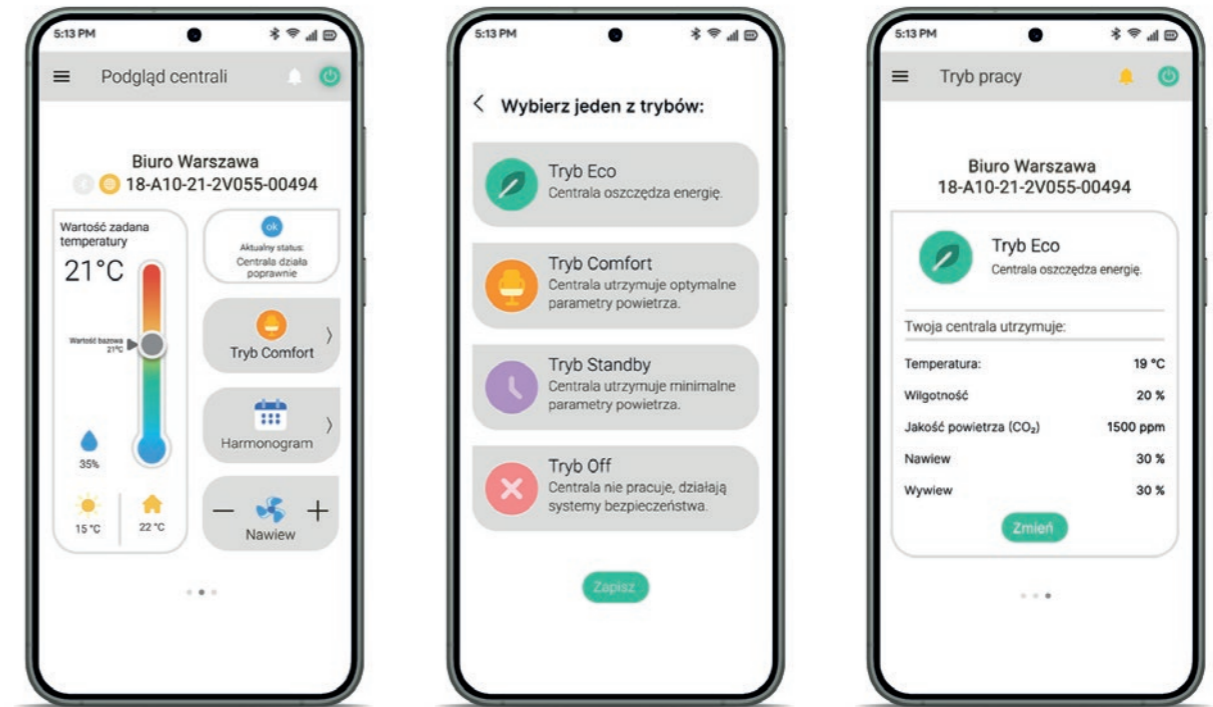 5:13 PM
Podgląd centrali
Biuro Warszawa
18-A10-21-2V055-00494
Wartość zadana
temperatury
21°C
Wartość bazowa
21°C
35%
15 °C
22 °C
ok
Aktualny status:
Centrala działa
poprawnie
Tryb Comfort
Harmonogram
Nawiew
5:13 PM
Wybierz jeden z trybów:
Tryb Eco
Centrala oszczędza energię.
Tryb Comfort
Centrala utrzymuje optymalne
parametry powietrza.
Tryb Standby
Centrala utrzymuje minimalne
parametry powietrza.
Tryb Off
Centrala nie pracuje, działają
systemy bezpieczeństwa.
Zapisz
5:13 PM
Tryb pracy
Biuro Warszawa
18-A10-21-2V055-00494
Tryb Eco
Centrala oszczędza energię.
Twoja centrala utrzymuje:
Temperatura: 19 °C
Wilgotność 20 %
Jakość powietrza (CO₂) 1500 ppm
Nawiew 30 %
Wywiew 30 %
Zmień